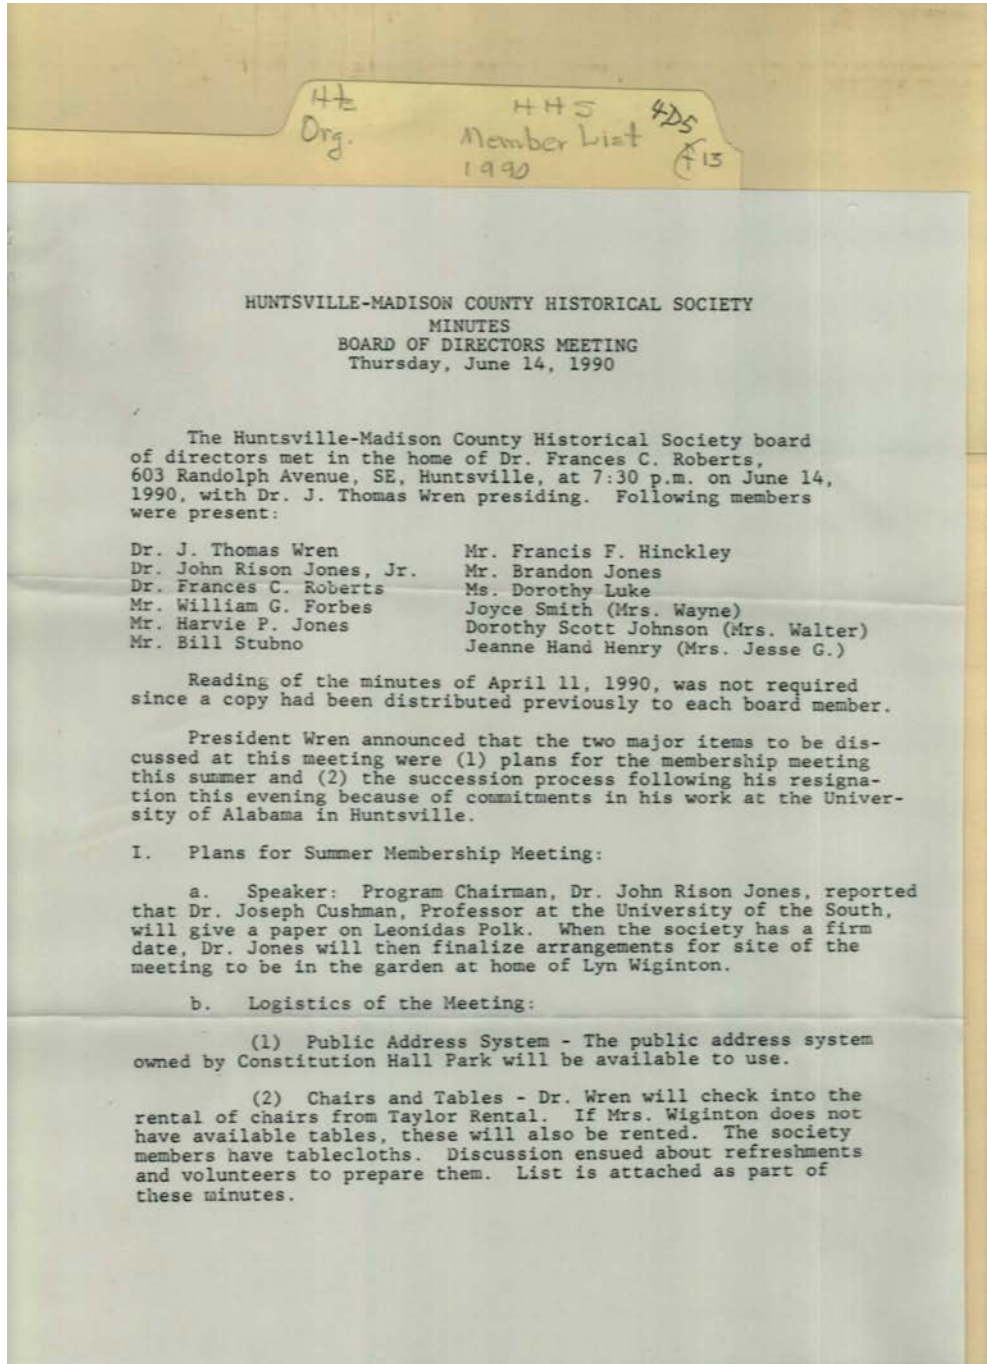 Hts
Org.
HHS
Member List
1990
4D5
f13
HUNTSVILLE-MADISON COUNTY HISTORICAL SOCIETY
MINUTES
BOARD OF DIRECTORS MEETING
Thursday, June 14, 1990
The Huntsville-Madison County Historical Society board
of directors met in the home of Dr. Frances C. Roberts,
603 Randolph Avenue, SE, Huntsville, at 7:30 p.m. on June 14,
1990, with Dr. J. Thomas Wren presiding. Following members
were present:
Dr. J. Thomas Wren
Dr. John Rison Jones, Jr.
Dr. Frances C. Roberts
Mr. William G. Forbes
Mr. Harvie P. Jones
Mr. Bill Stubno
Mr. Francis F. Hinckley
Mr. Brandon Jones
Ms. Dorothy Luke
Joyce Smith (Mrs. Wayne)
Dorothy Scott Johnson (Mrs. Walter)
Jeanne Hand Henry (Mrs. Jesse G.)
Reading of the minutes of April 11, 1990, was not required
since a copy had been distributed previously to each board member.
President Wren announced that the two major items to be dis-
cussed at this meeting were (1) plans for the membership meeting
this summer and (2) the succession process following his resigna-
tion this evening because of commitments in his work at the Univer-
sity of Alabama in Huntsville.
I. Plans for Summer Membership Meeting:
a. Speaker: Program Chairman, Dr. John Rison Jones, reported
that Dr. Joseph Cushman, Professor at the University of the South,
will give a paper on Leonidas Polk. When the society has a firm
date, Dr. Jones will then finalize arrangements for site of the
meeting to be in the garden at home of Lyn Wiginton.
b. Logistics of the Meeting:
(1) Public Address System - The public address system
owned by Constitution Hall Park will be available to use.
(2) Chairs and Tables - Dr. Wren will check into the
rental of chairs from Taylor Rental. If Mrs. Wiginton does not
have available tables, these will also be rented. The society
members have tablecloths. Discussion ensued about refreshments
and volunteers to prepare them. List is attached as part of
these minutes.